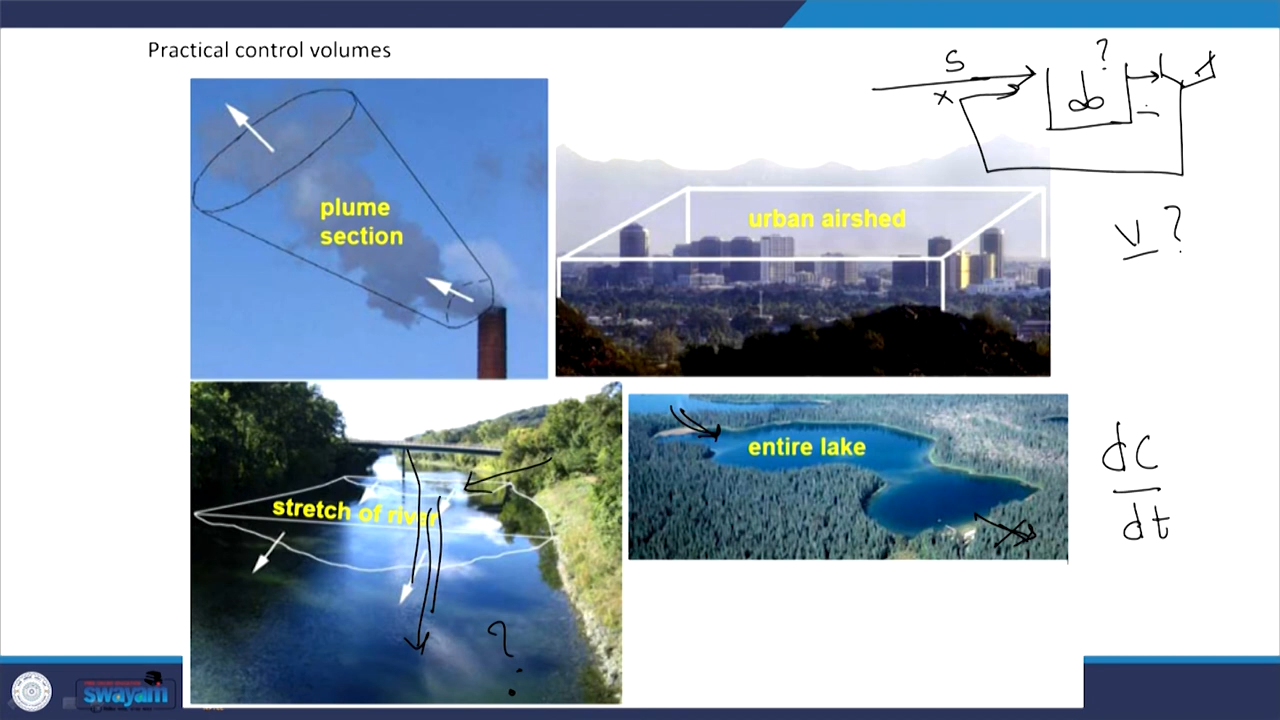 Practical control volumes
S
?
X
plume
section
urban airshed
V?
stretch of river
entire lake
dC
dt
?
swayam